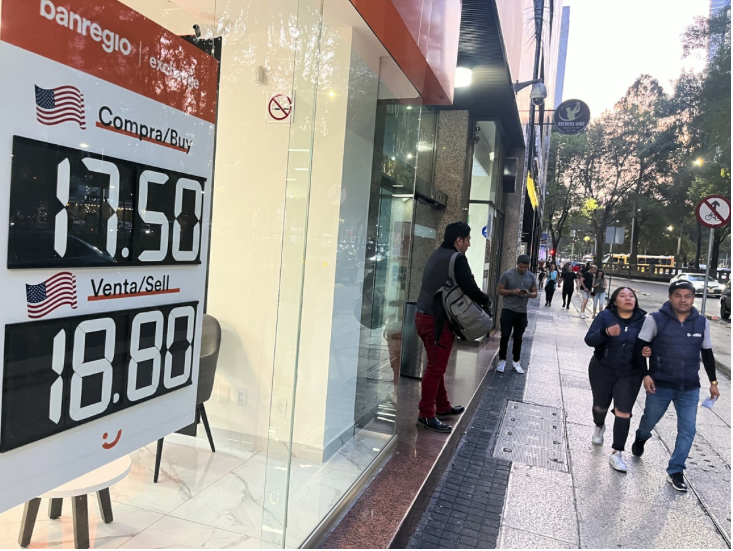 banregio | exchange
Compra/Buy
17.50
Venta/Sell
18.80